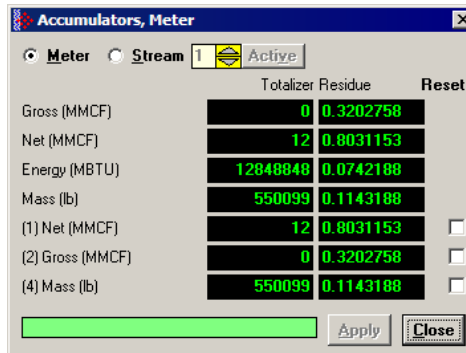 Accumulators, Meter
Meter Stream 1 Active
Totalizer Residue Reset
Gross (MMCF) 0 0.3202758
Net (MMCF) 12 0.8031153
Energy (MBTU) 12848848 0.0742188
Mass (lb) 550099 0.1143188
(1) Net (MMCF) 12 0.8031153
(2) Gross (MMCF) 0 0.3202758
(4) Mass (lb) 550099 0.1143188
Apply Close